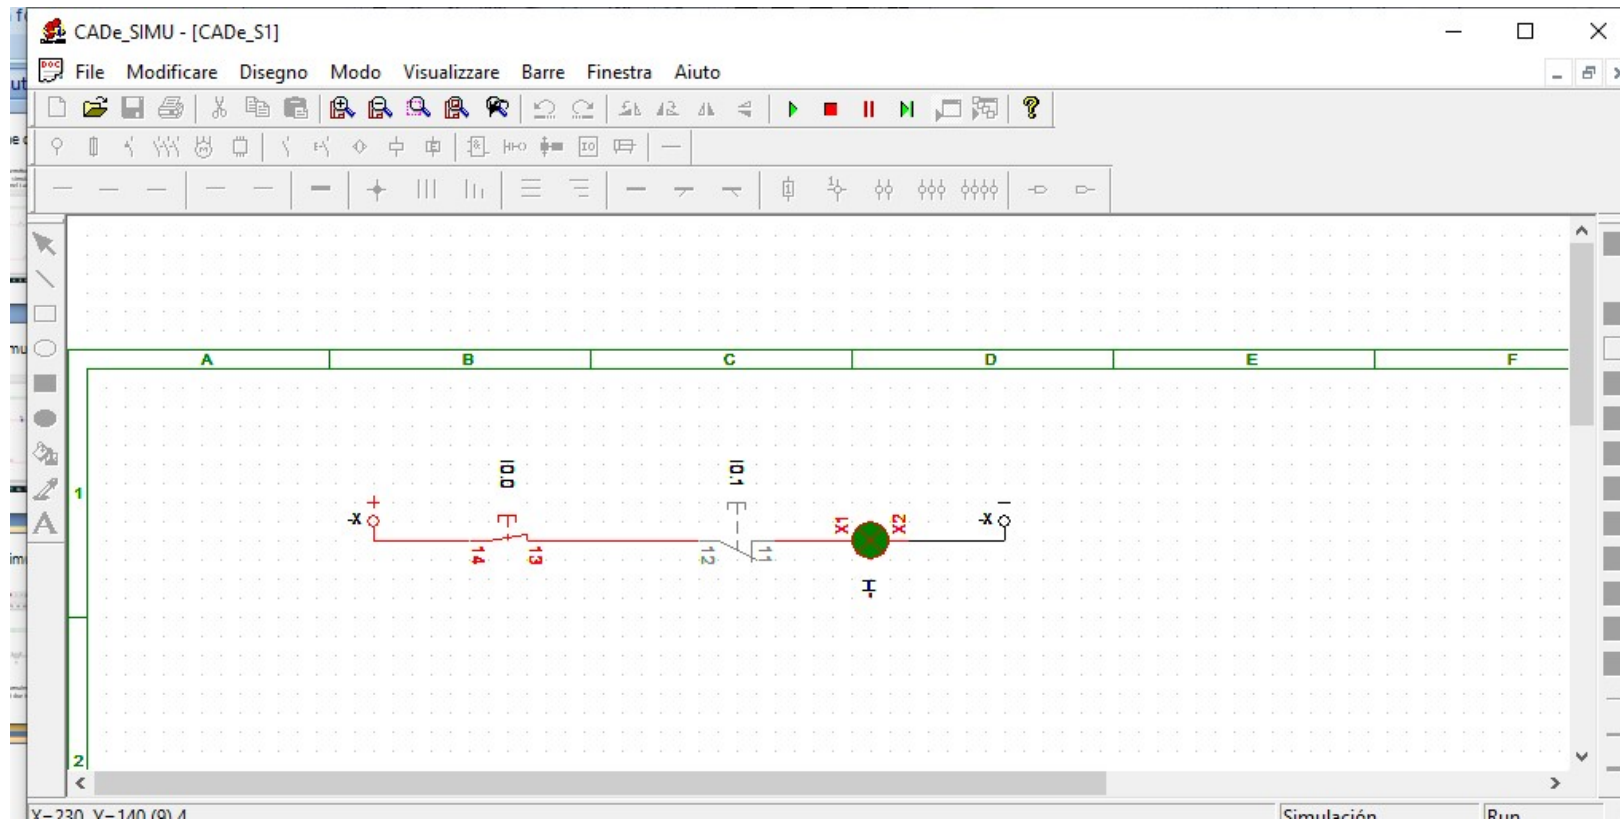 CADe_SIMU - [CADe_S1]
DOC File Modificare Disegno Modo Visualizzare Barre Finestra Aiuto
A B C D E F
1
I0.0 I0.1
+ -
-X X1 X2 -X
14 13 12 11
-H
2
X=230, Y=140 (9) 4 Simulación Run